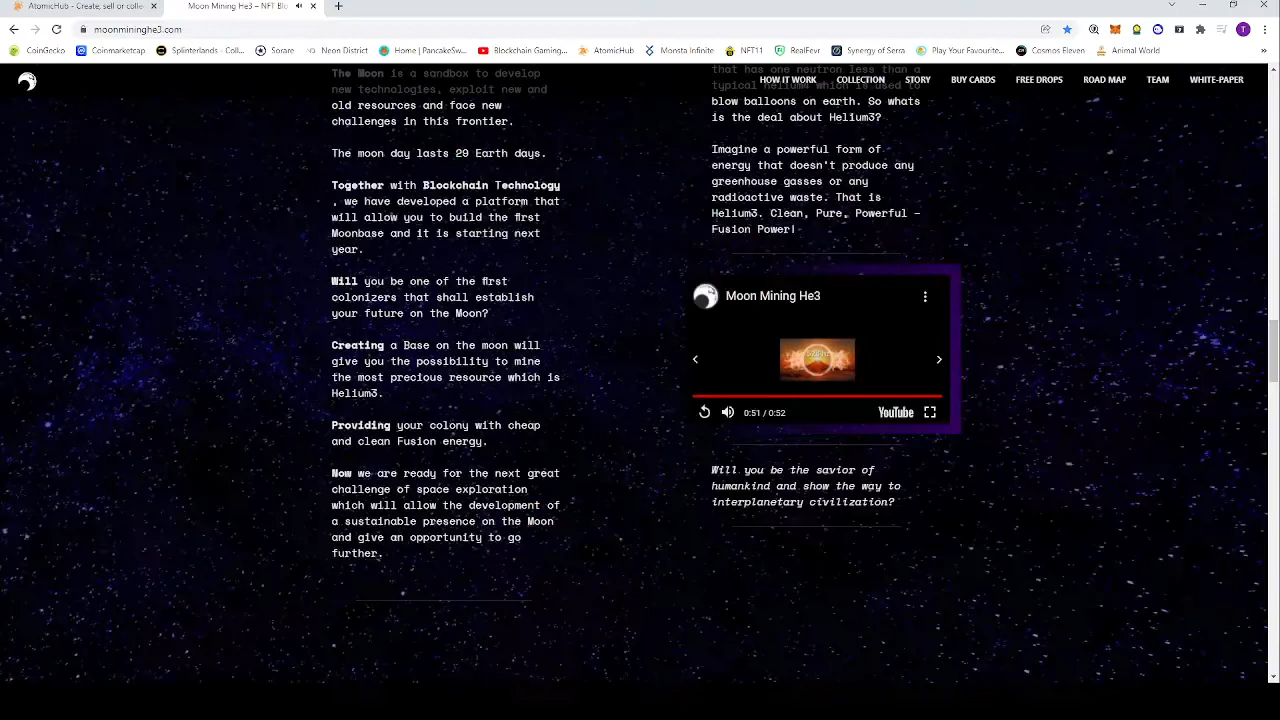 AtomicHub - Create, sell or colle
Moon Mining He3 – NFT Blo
moonmininghe3.com
CoinGecko
Coinmarketcap
Splinterlands - Coll...
Sorare
Neon District
Home | PancakeSw...
Blockchain Gaming...
AtomicHub
Monsta Infinite
NFT11
RealFevr
Synergy of Serra
Play Your Favourite...
Cosmos Eleven
Animal World
HOW IT WORK
COLLECTION
STORY
BUY CARDS
FREE DROPS
ROAD MAP
TEAM
WHITE-PAPER
The Moon is a sandbox to develop
new technologies, exploit new and
old resources and face new
challenges in this frontier.
The moon day lasts 29 Earth days.
Together with Blockchain Technology
, we have developed a platform that
will allow you to build the first
Moonbase and it is starting next
year.
Will you be one of the first
colonizers that shall establish
your future on the Moon?
Creating a Base on the moon will
give you the possibility to mine
the most precious resource which is
Helium3.
Providing your colony with cheap
and clean Fusion energy.
Now we are ready for the next great
challenge of space exploration
which will allow the development of
a sustainable presence on the Moon
and give an opportunity to go
further.
that has one neutron less than a
typical helium4 which is used to
blow balloons on earth. So whats
is the deal about Helium3?
Imagine a powerful form of
energy that doesn't produce any
greenhouse gasses or any
radioactive waste. That is
Helium3. Clean, Pure, Powerful –
Fusion Power!
Moon Mining He3
0:51 / 0:52
YouTube
Will you be the savior of
humankind and show the way to
interplanetary civilization?